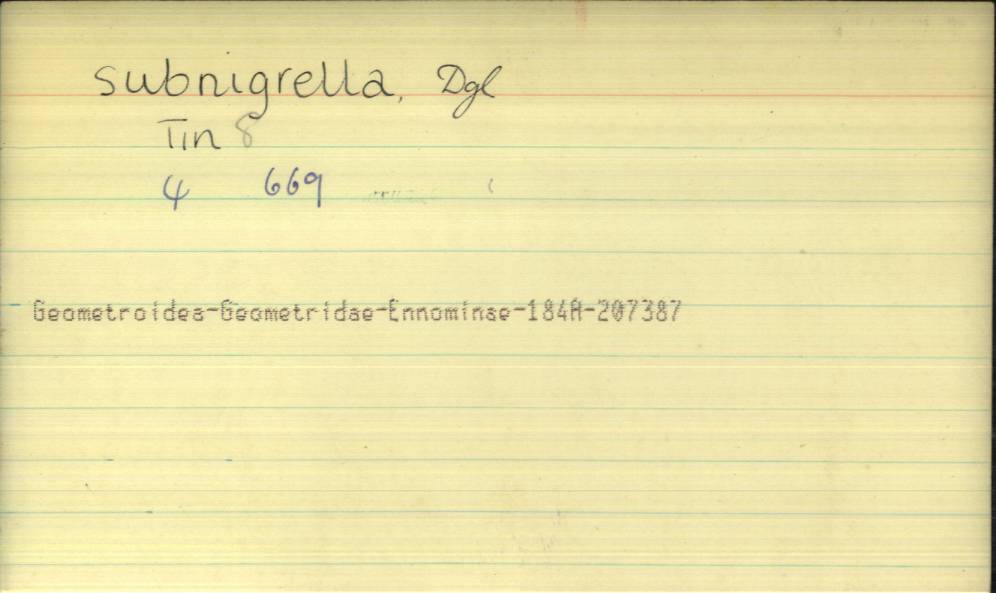 subnigrella, Dgl
Tin 8
4 669
Geometroidea-Geometridae-Ennominae-184A-207387